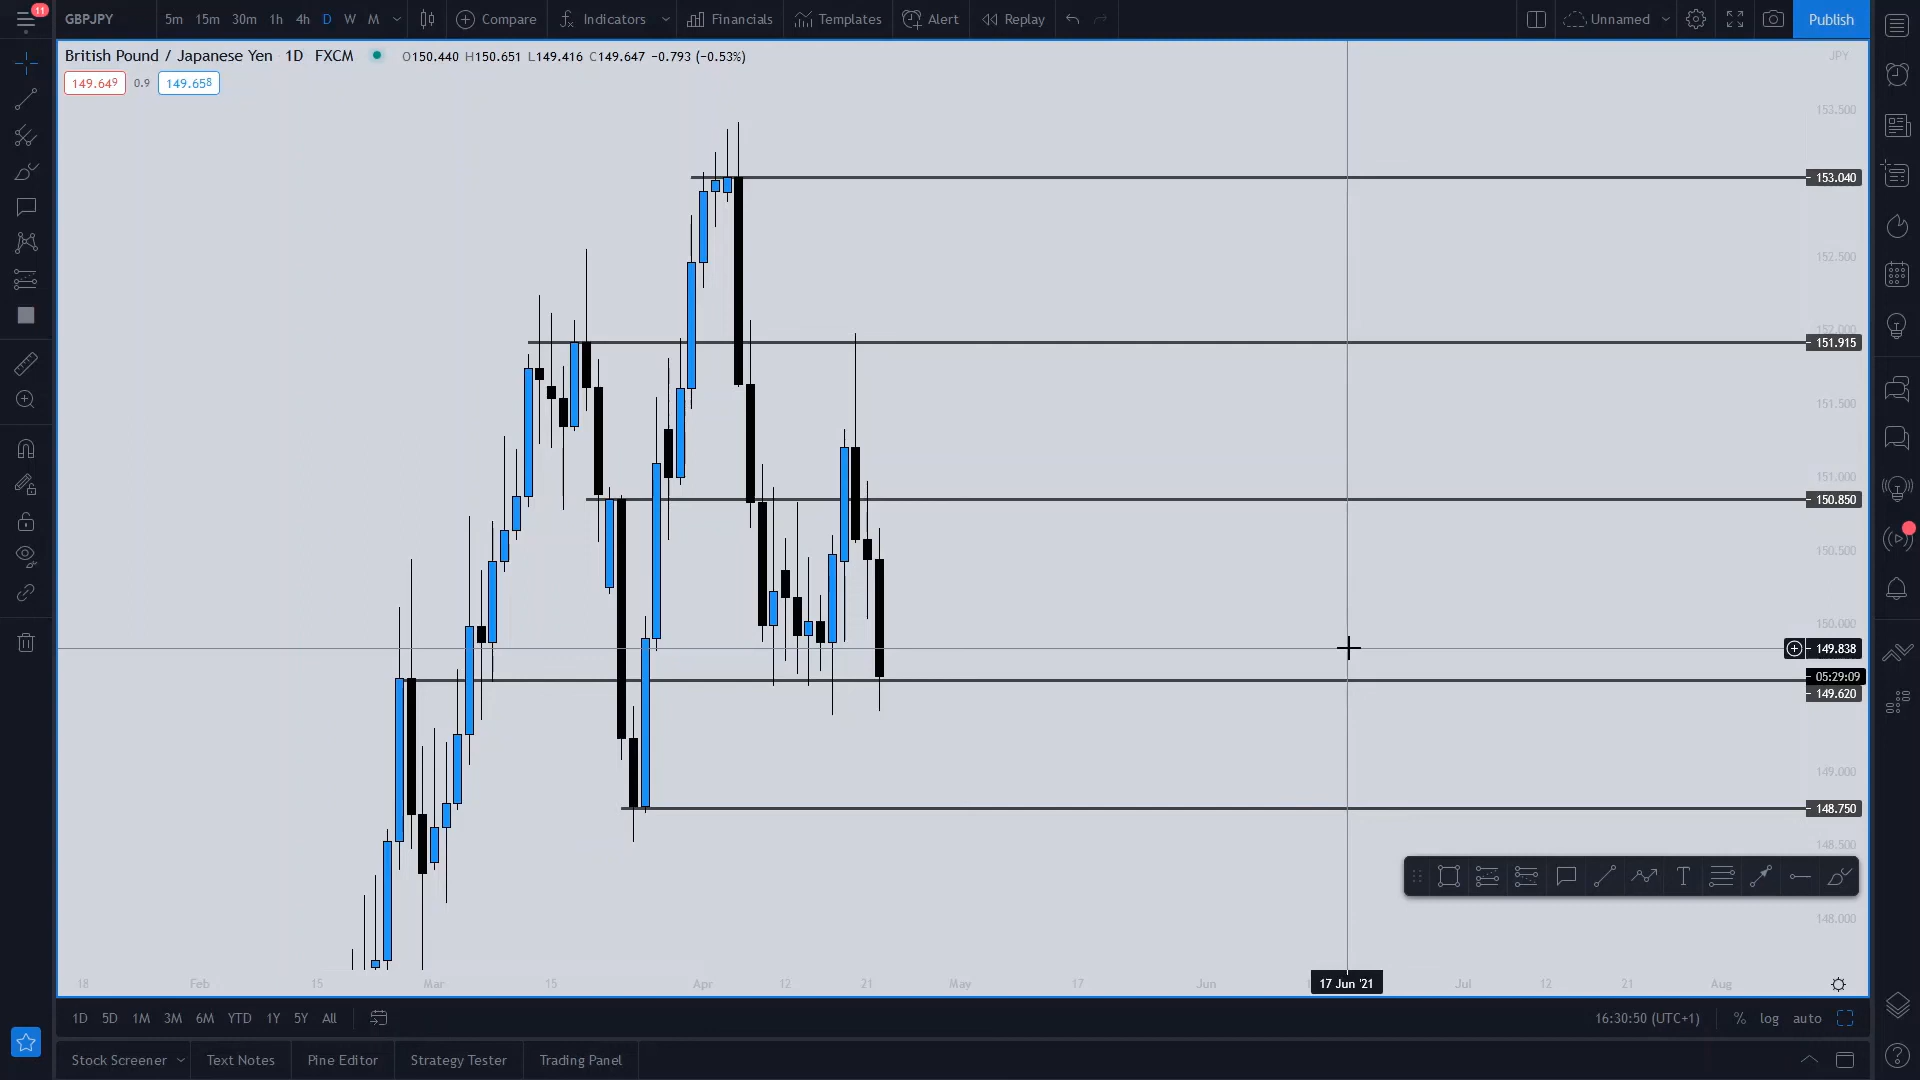 11
GBPJPY 5m 15m 30m 1h 4h D W M Compare Indicators Financials Templates Alert Replay Unnamed Publish
British Pound / Japanese Yen 1D FXCM O150.440 H150.651 L149.416 C149.647 −0.793 (−0.53%)
JPY
149.649 0.9 149.658
153.500
153.040
152.500
152.000
151.915
151.500
151.000
150.850
150.500
150.000
149.838
05:29:09
149.620
149.000
148.750
148.500
148.000
18 Feb 15 Mar 15 Apr 12 21 May 17 Jun 17 Jun '21 Jul 12 21 Aug
1D 5D 1M 3M 6M YTD 1Y 5Y All 16:30:50 (UTC+1) % log auto
Stock Screener Text Notes Pine Editor Strategy Tester Trading Panel